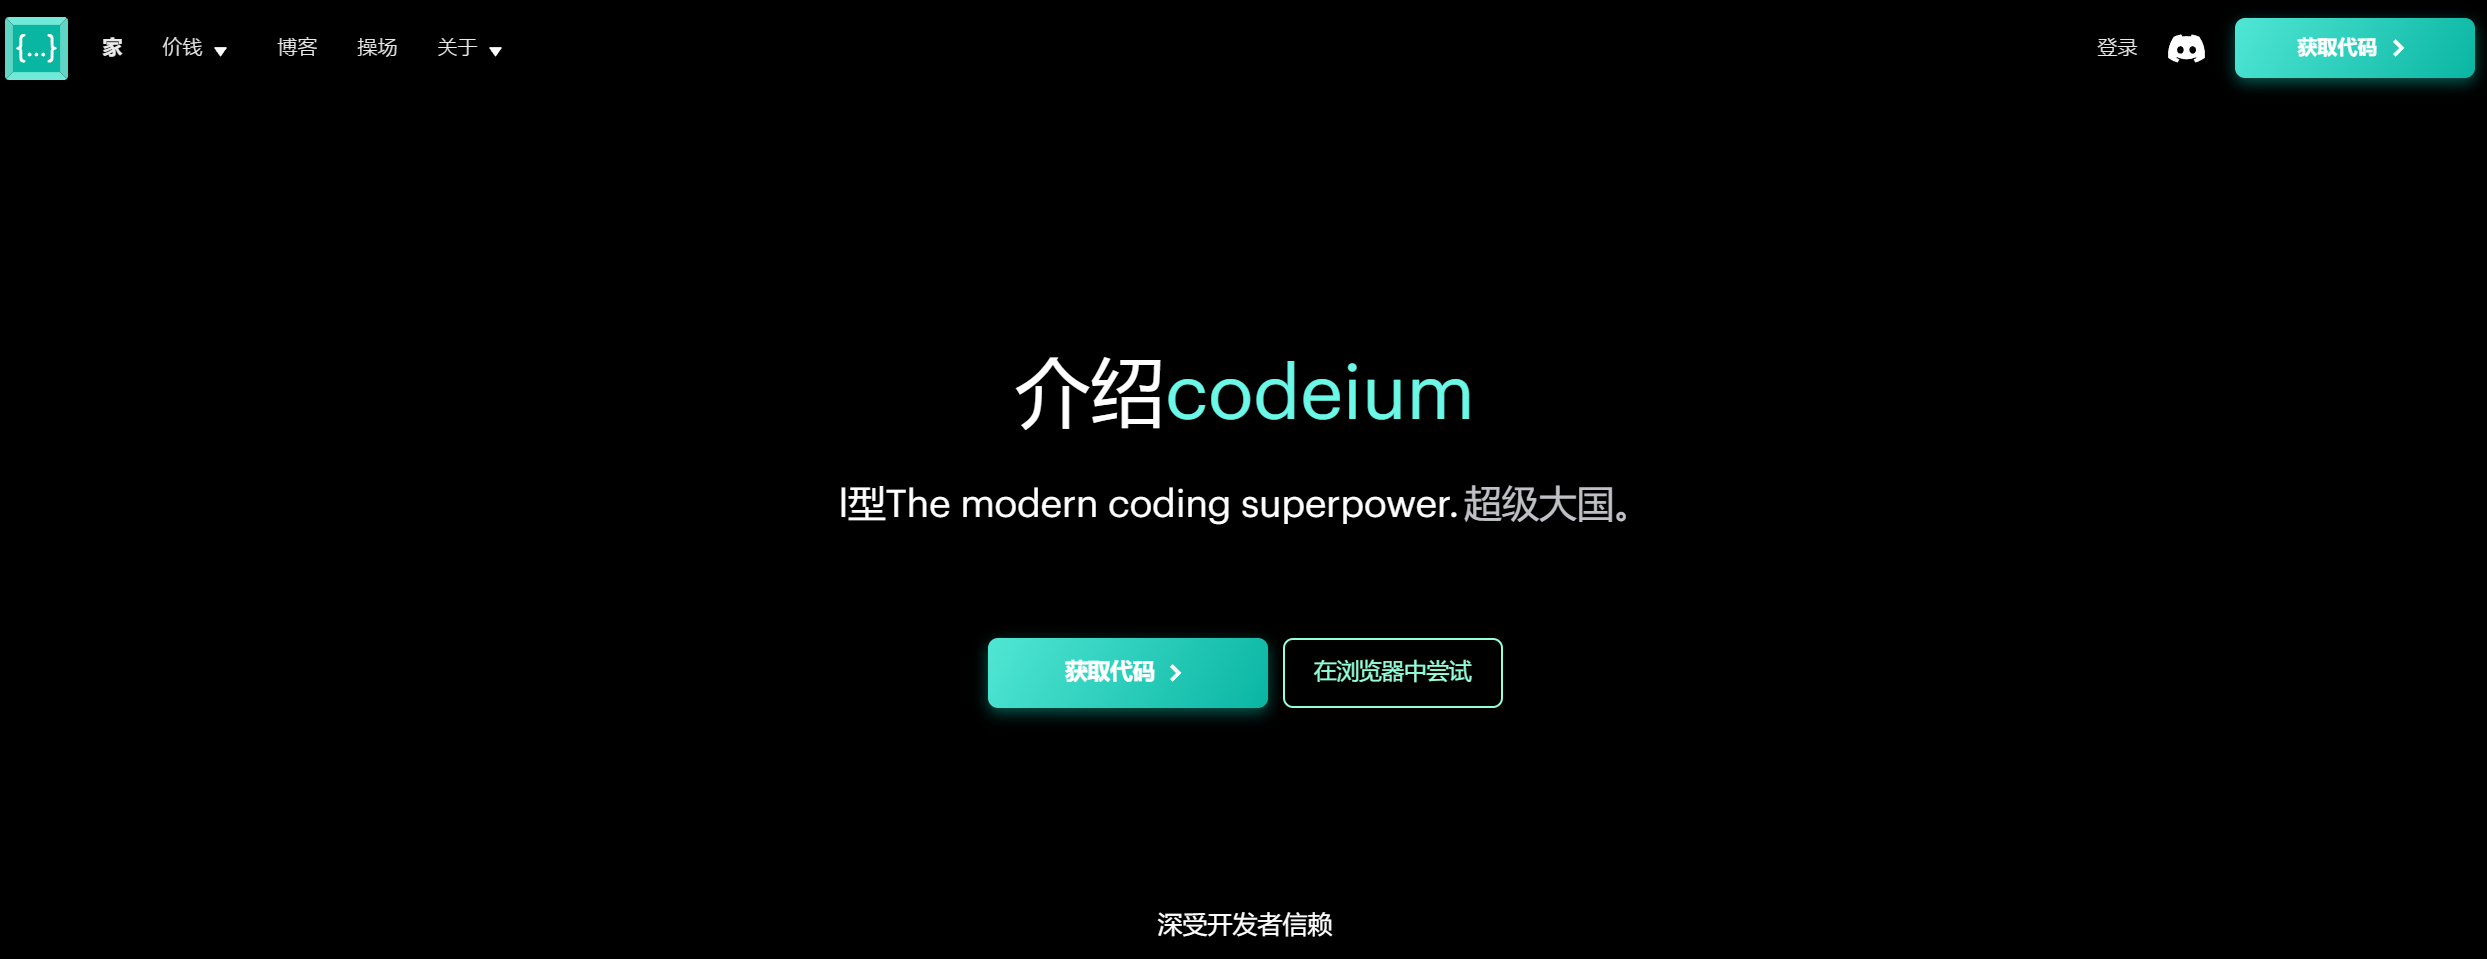 {...} 家 价钱 博客 操场 关于 登录 获取代码
介绍codeium
l型The modern coding superpower. 超级大国。
获取代码 在浏览器中尝试
深受开发者信赖